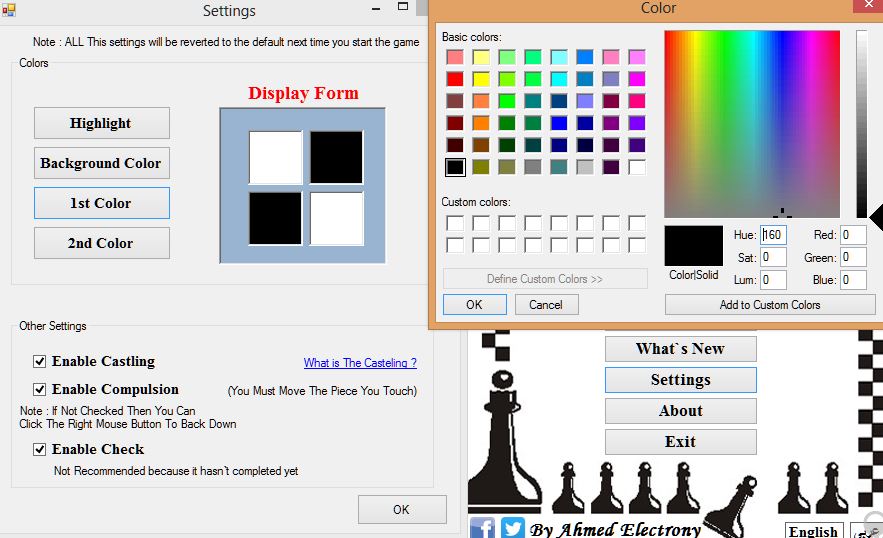 Settings
Note : ALL This settings will be reverted to the default next time you start the game
Colors
Display Form
Highlight
Background Color
1st Color
2nd Color
Other Settings
Enable Castling
What is The Casteling ?
Enable Compulsion
(You Must Move The Piece You Touch)
Note : If Not Checked Then You Can
Click The Right Mouse Button To Back Down
Enable Check
Not Recommended because it hasn't completed yet
OK
Color
Basic colors:
Custom colors:
Define Custom Colors >>
OK
Cancel
Color|Solid
Hue: 160
Sat: 0
Lum: 0
Red: 0
Green: 0
Blue: 0
Add to Custom Colors
What`s New
Settings
About
Exit
By Ahmed Electrony
English